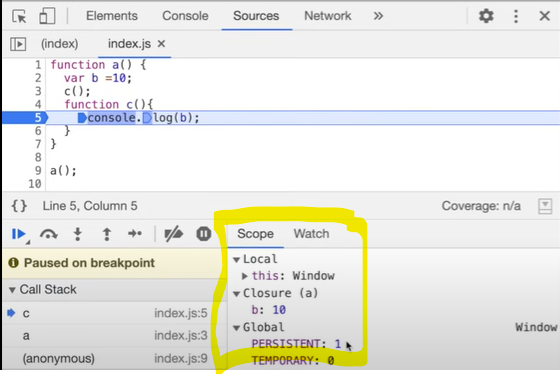 Elements Console Sources Network »
(index) index.js ×
1 function a() {
2 var b =10;
3 c();
4 function c(){
5 console.log(b);
6 }
7 }
8
9 a();
10
{} Line 5, Column 5 Coverage: n/a
Scope Watch
Paused on breakpoint
Call Stack
c index.js:5
a index.js:3
(anonymous) index.js:9
Local
this: Window
Closure (a)
b: 10
Global Window
PERSISTENT: 1
TEMPORARY: 0